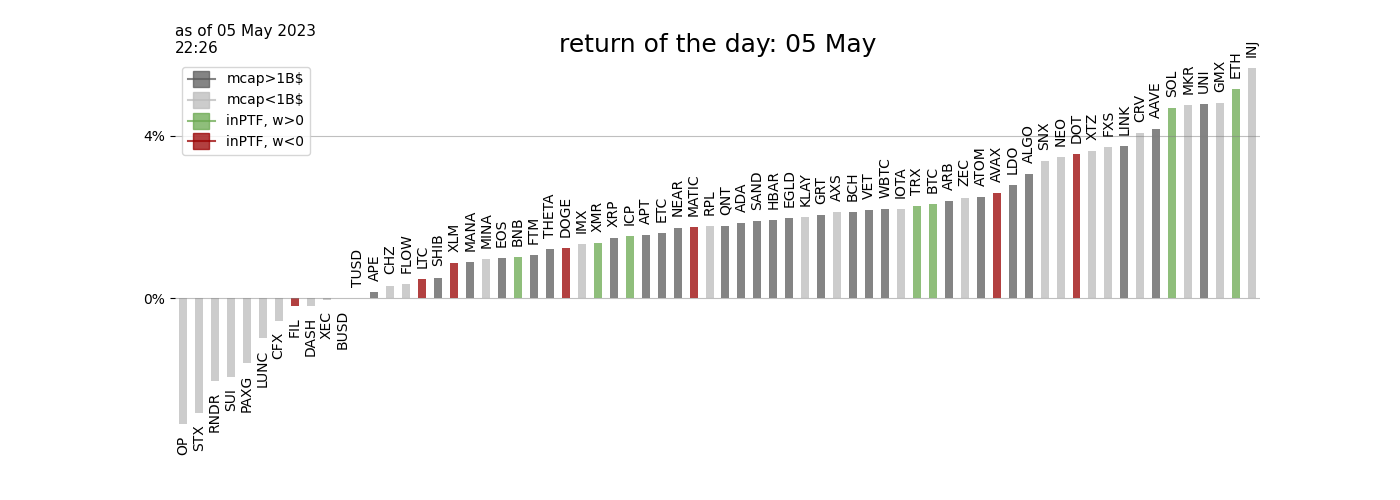 as of 05 May 2023
22:26
return of the day: 05 May
mcap>1B$
mcap<1B$
inPTF, w>0
inPTF, w<0
4%
0%
OP
STX
RNDR
SUI
PAXG
LUNC
CFX
FIL
DASH
XEC
BUSD
TUSD
APE
CHZ
FLOW
LTC
SHIB
XLM
MANA
MINA
EOS
BNB
FTM
THETA
DOGE
IMX
XMR
XRP
ICP
APT
ETC
NEAR
MATIC
RPL
QNT
ADA
SAND
HBAR
EGLD
KLAY
GRT
AXS
BCH
VET
WBTC
IOTA
TRX
BTC
ARB
ZEC
ATOM
AVAX
LDO
ALGO
SNX
NEO
DOT
XTZ
FXS
LINK
CRV
AAVE
SOL
MKR
UNI
GMX
ETH
INJ